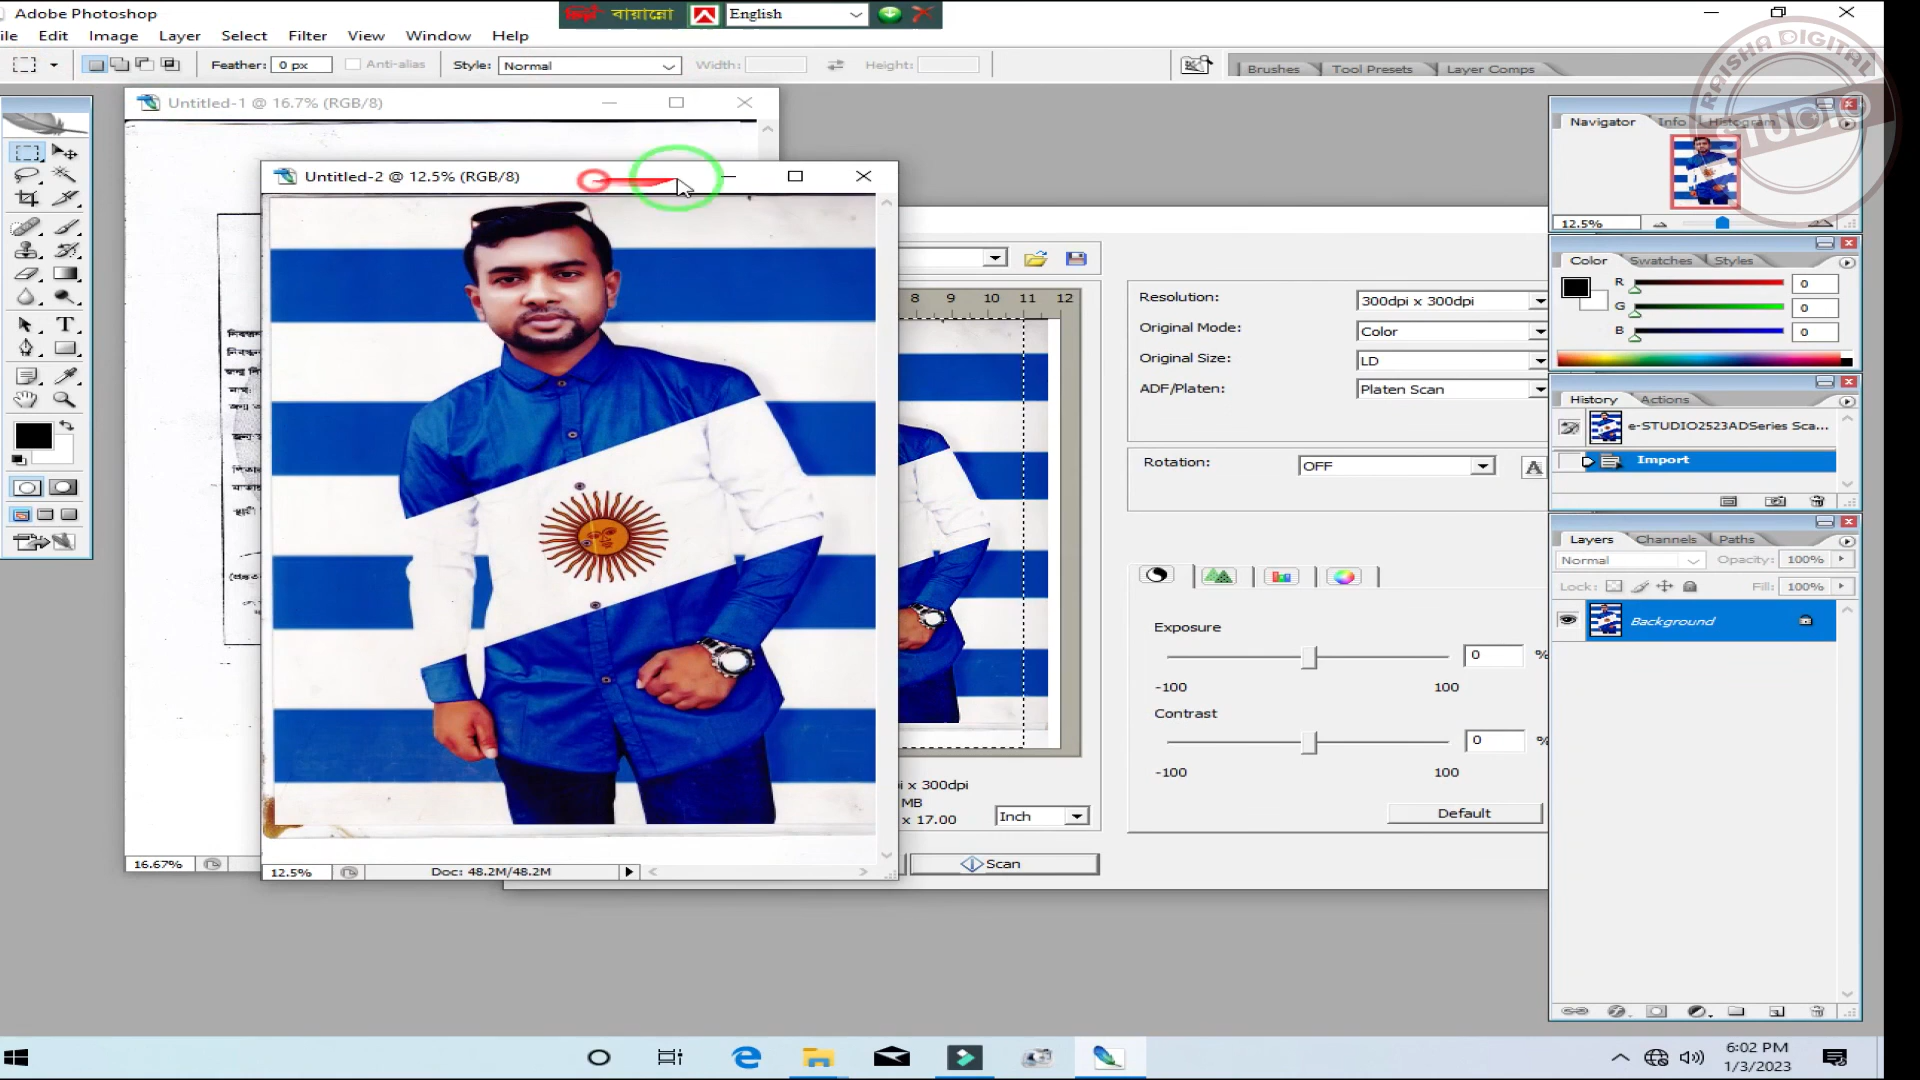 Adobe Photoshop
বায়ান্নো
English
ile Edit Image Layer Select Filter View Window Help
Feather: 0 px Anti-alias Style: Normal Width: Height:
Brushes Tool Presets Layer Comps
RAISHA DIGITAL
STUDIO
Untitled-1 @ 16.7% (RGB/8)
Untitled-2 @ 12.5% (RGB/8)
Navigator Info Histogram
12.5%
Color Swatches Styles
R 0
G 0
B 0
8 9 10 11 12
Resolution: 300dpi x 300dpi
Original Mode: Color
Original Size: LD
ADF/Platen: Platen Scan
Rotation: OFF
A
History Actions
e-STUDIO2523ADSeries Sca...
Import
Layers Channels Paths
Normal Opacity: 100%
Lock: Fill: 100%
Background
Exposure
0 %
-100 100
Contrast
0 %
-100 100
Default
pi x 300dpi
MB
x 17.00 Inch
Scan
16.67%
12.5% Doc: 48.2M/48.2M
6:02 PM
1/3/2023